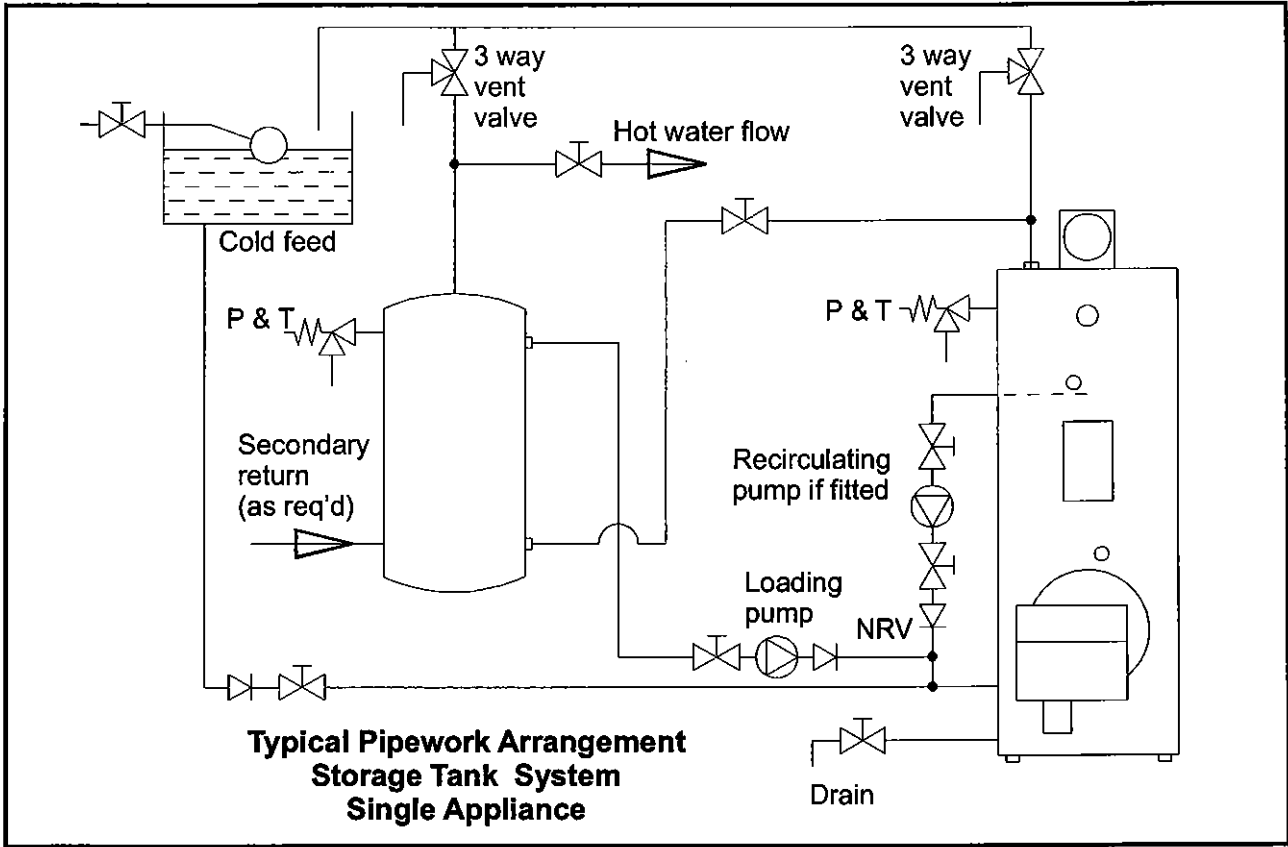 3 way
vent
valve
3 way
vent
valve
Hot water flow
Cold feed
P & T
P & T
Secondary
return
(as req'd)
Recirculating
pump if fitted
Loading
pump
NRV
Typical Pipework Arrangement
Storage Tank System
Single Appliance
Drain